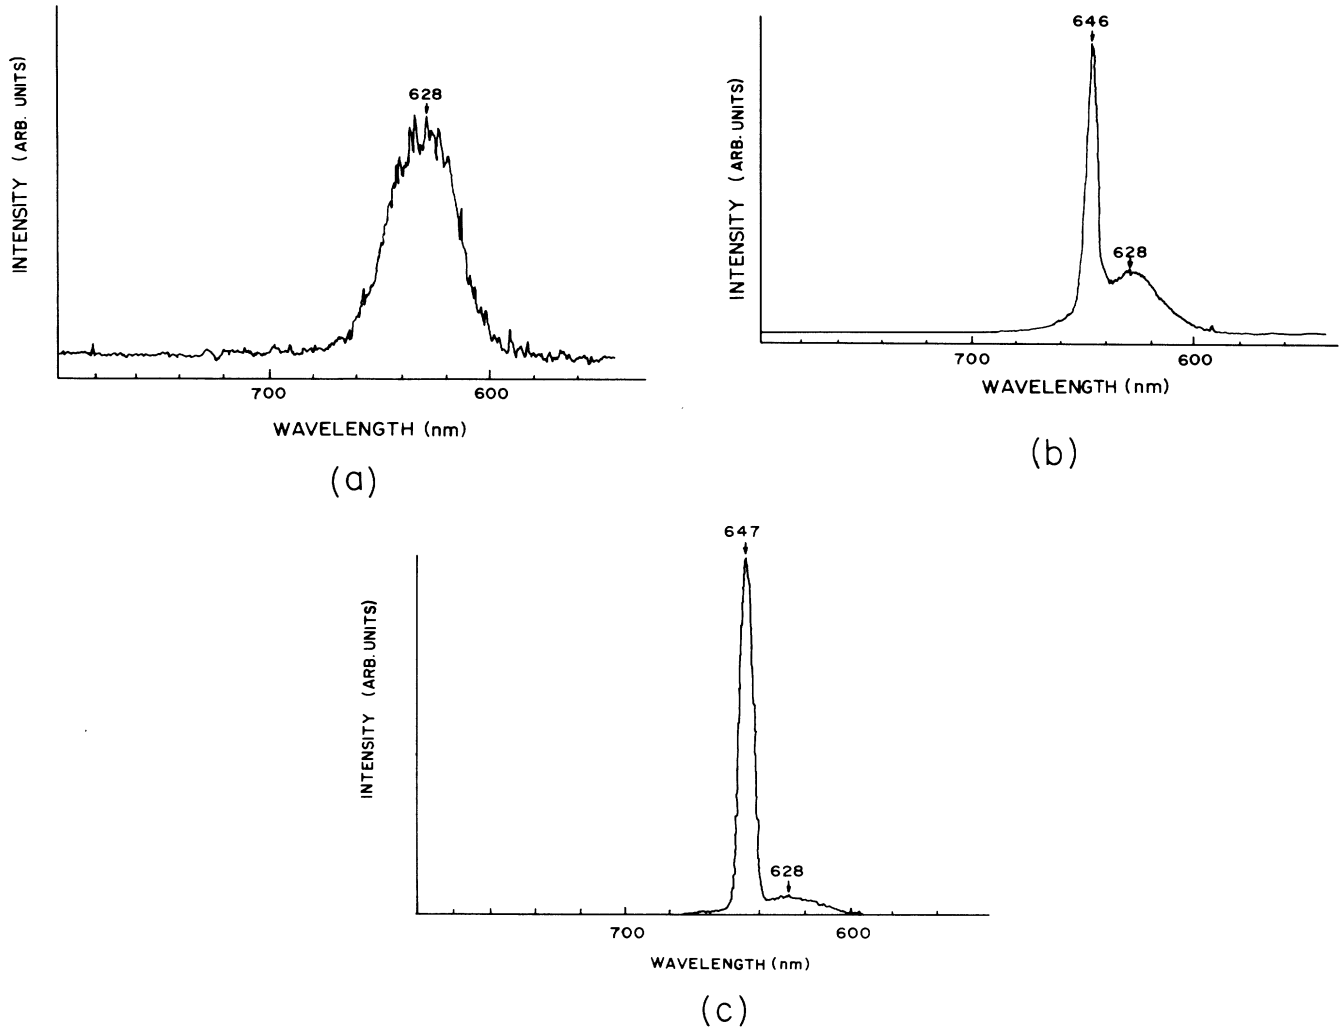 628
INTENSITY (ARB. UNITS)
700
600
WAVELENGTH (nm)
(a)
646
628
INTENSITY (ARB. UNITS)
700
600
WAVELENGTH (nm)
(b)
647
628
INTENSITY (ARB. UNITS)
700
600
WAVELENGTH (nm)
(c)